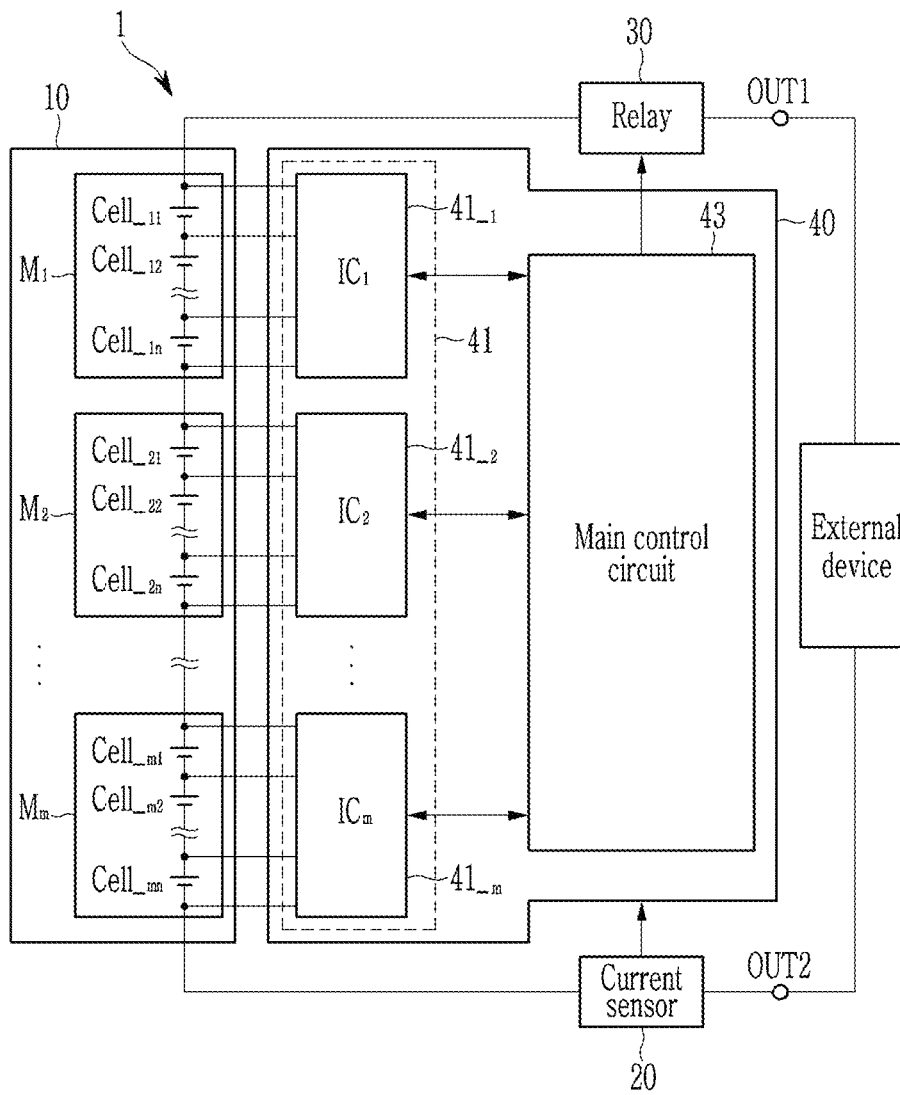 1
30
10
Relay
OUT1
Cell_11
41_1
43
40
Cell_12
M1
IC1
Cell_1n
41
Cell_21
41_2
M2
Cell_22
IC2
Main control
circuit
External
device
Cell_2n
Cell_m1
Mm
Cell_m2
ICm
Cell_mn
41_m
Current
sensor
OUT2
20